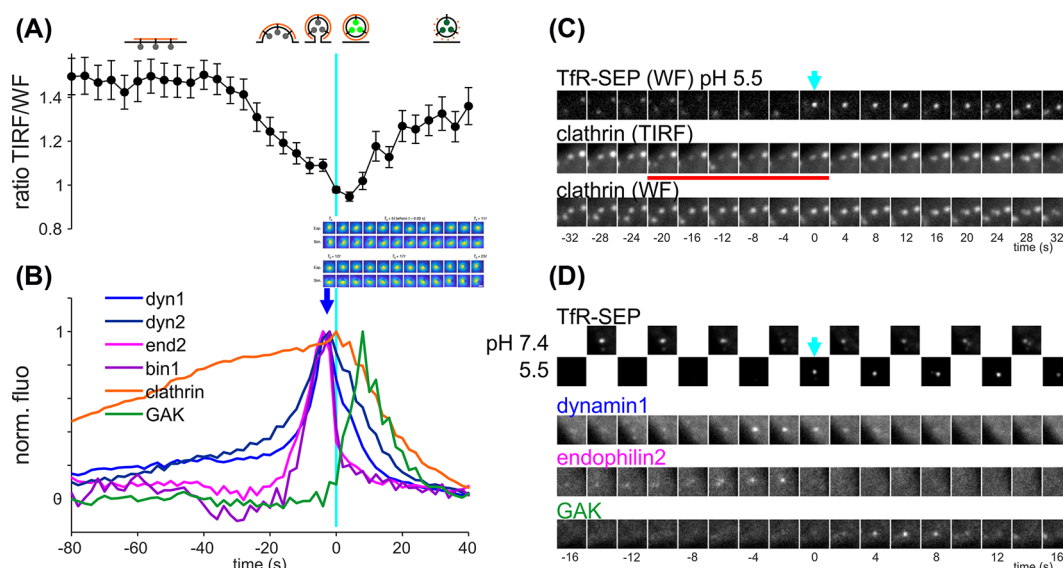 (A)
ratio TIRF/WF
1.4
1.2
1
0.8
Exp.
Sim.
Exp.
Sim.
(B)
norm. fluo
1
0
dyn1
dyn2
end2
bin1
clathrin
GAK
-80 -60 -40 -20 0 20 40
time (s)
(C)
TfR-SEP (WF) pH 5.5
clathrin (TIRF)
clathrin (WF)
-32 -28 -24 -20 -16 -12 -8 -4 0 4 8 12 16 20 24 28 32
time (s)
(D)
TfR-SEP
pH 7.4
5.5
dynamin1
endophilin2
GAK
-16 -12 -8 -4 0 4 8 12 16
time (s)